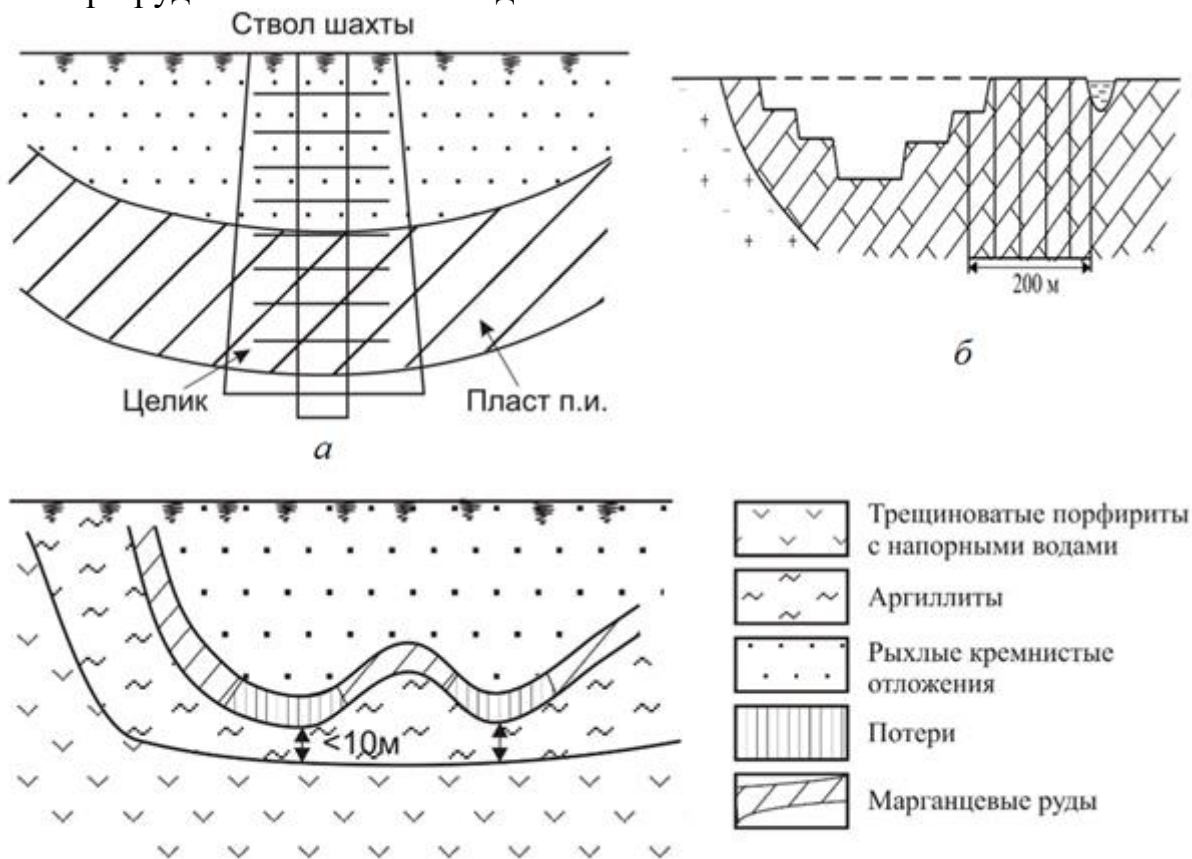 Ствол шахты
Целик
Пласт п.и.
а
200 м
б
<10м
Трещиноватые порфириты
с напорными водами
Аргиллиты
Рыхлые кремнистые
отложения
Потери
Марганцевые руды